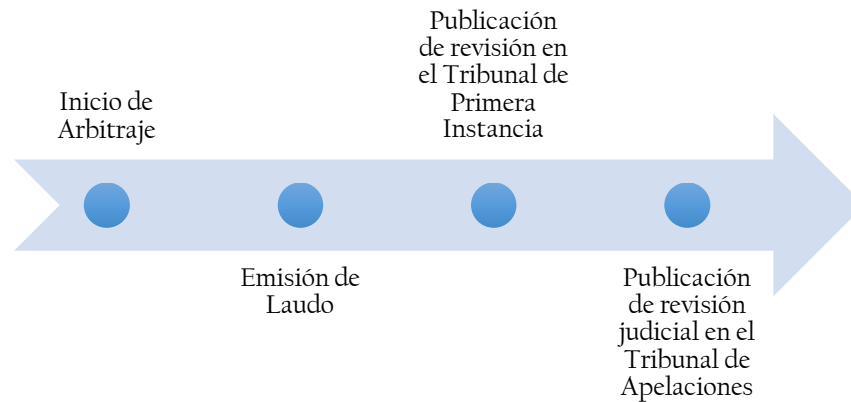 Inicio de
Arbitraje
Emisión de
Laudo
Publicación
de revisión en
el Tribunal de
Primera
Instancia
Publicación
de revisión
judicial en el
Tribunal de
Apelaciones